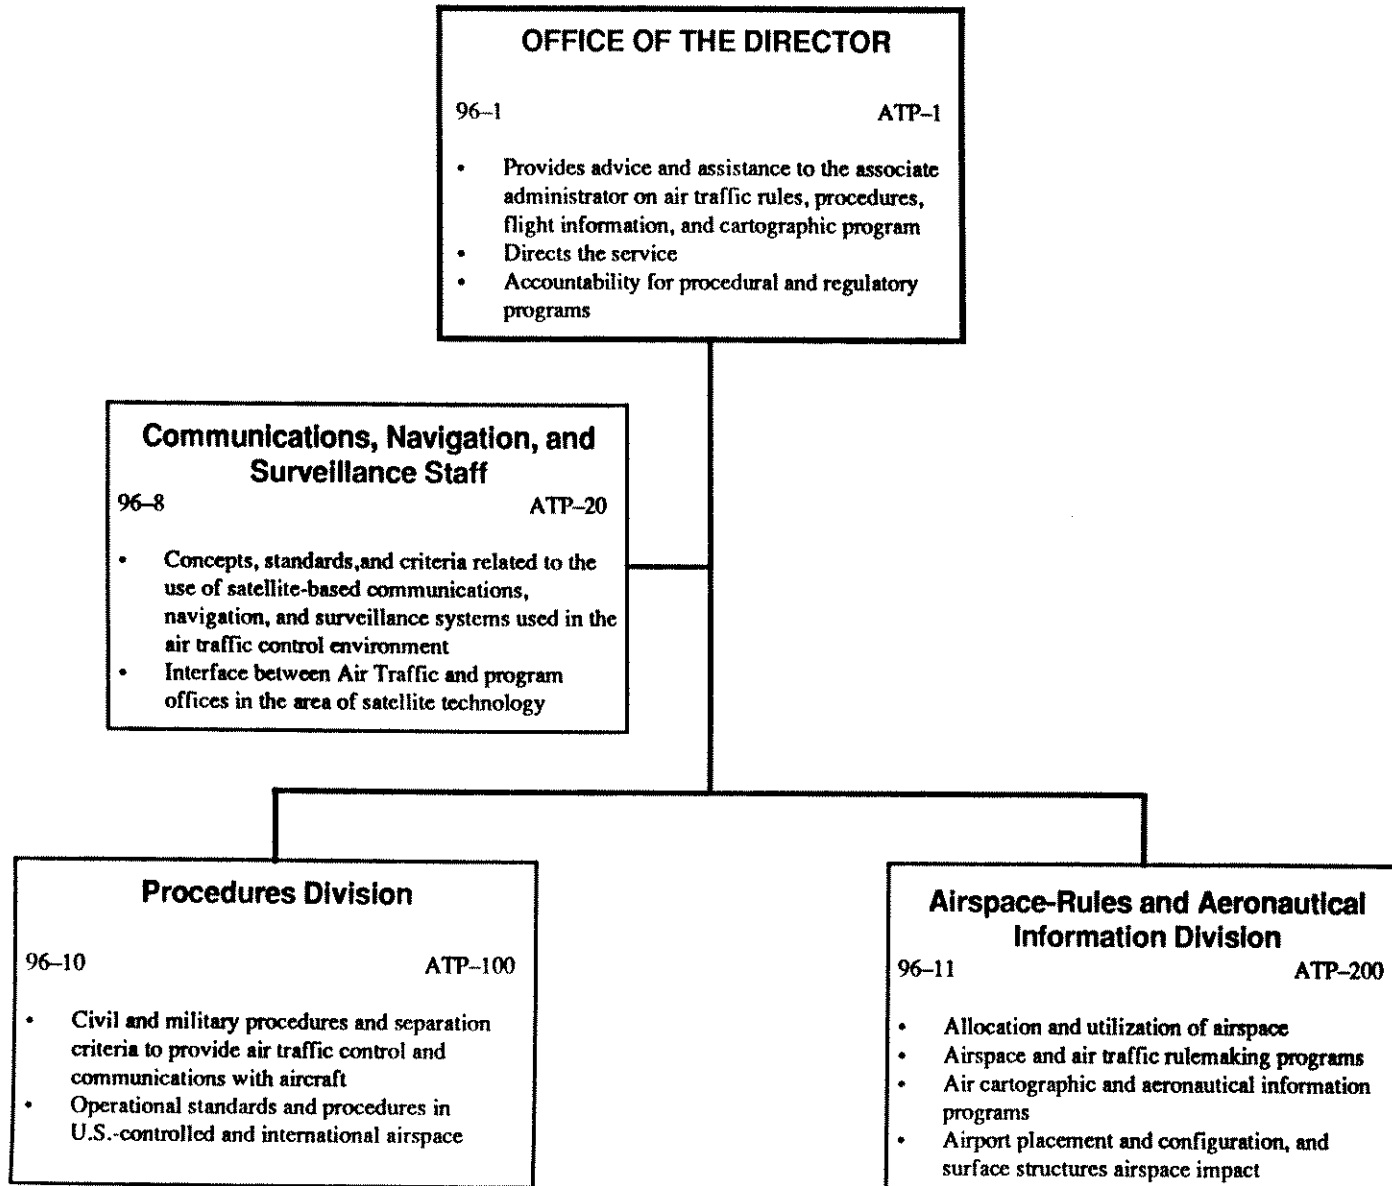 OFFICE OF THE DIRECTOR
96–1 ATP–1
• Provides advice and assistance to the associate
administrator on air traffic rules, procedures,
flight information, and cartographic program
• Directs the service
• Accountability for procedural and regulatory
programs
Communications, Navigation, and
Surveillance Staff
96–8 ATP–20
• Concepts, standards,and criteria related to the
use of satellite-based communications,
navigation, and surveillance systems used in the
air traffic control environment
• Interface between Air Traffic and program
offices in the area of satellite technology
Procedures Division
96–10 ATP–100
• Civil and military procedures and separation
criteria to provide air traffic control and
communications with aircraft
• Operational standards and procedures in
U.S.-controlled and international airspace
Airspace-Rules and Aeronautical
Information Division
96–11 ATP–200
• Allocation and utilization of airspace
• Airspace and air traffic rulemaking programs
• Air cartographic and aeronautical information
programs
• Airport placement and configuration, and
surface structures airspace impact